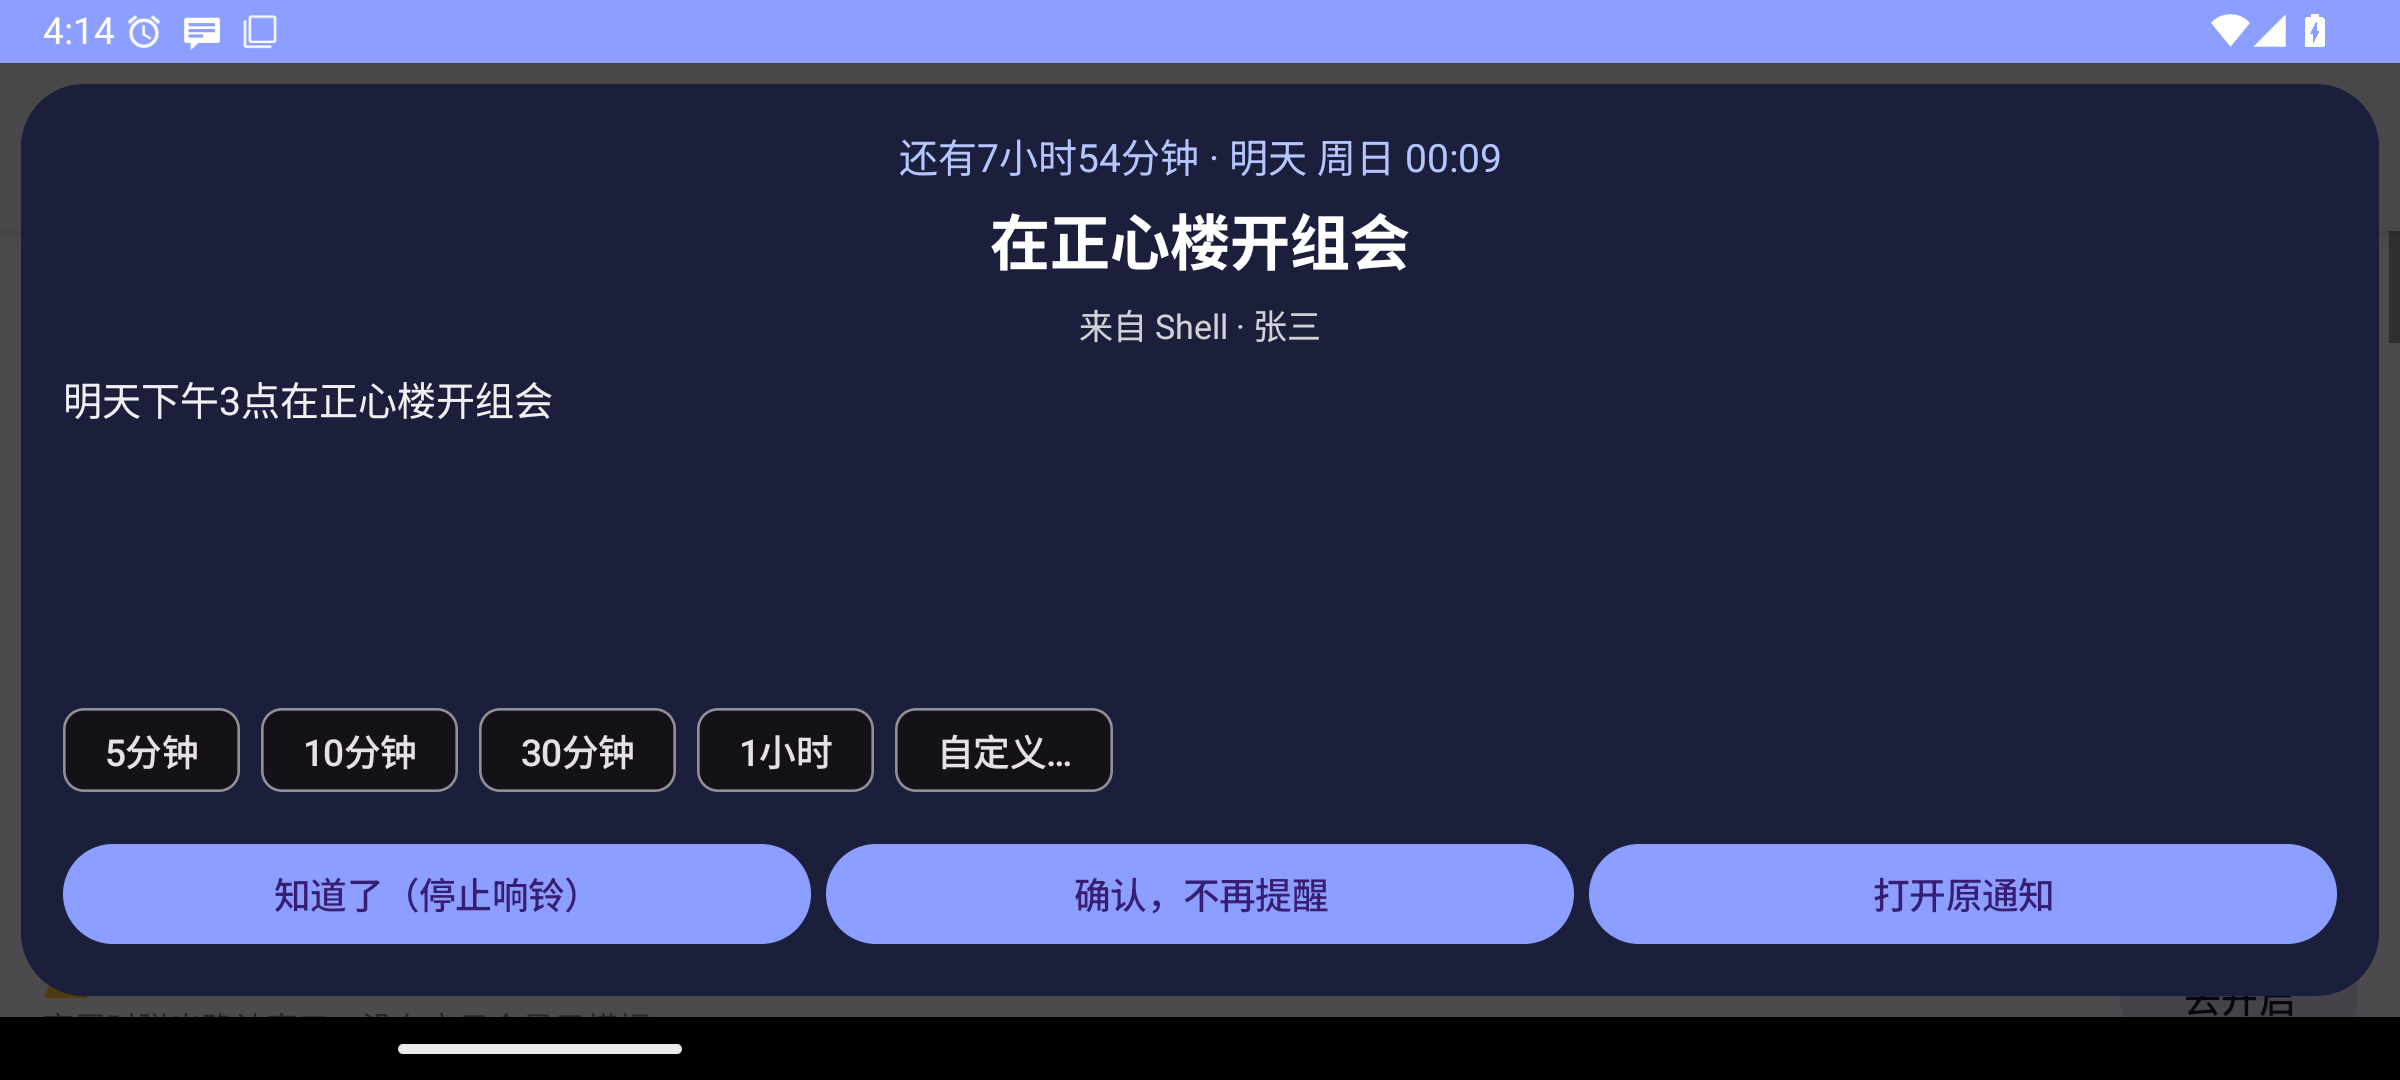 4:14
还有7小时54分钟 · 明天 周日 00:09
在正心楼开组会
来自 Shell · 张三
明天下午3点在正心楼开组会
5分钟
10分钟
30分钟
1小时
自定义...
知道了（停止响铃）
确认，不再提醒
打开原通知